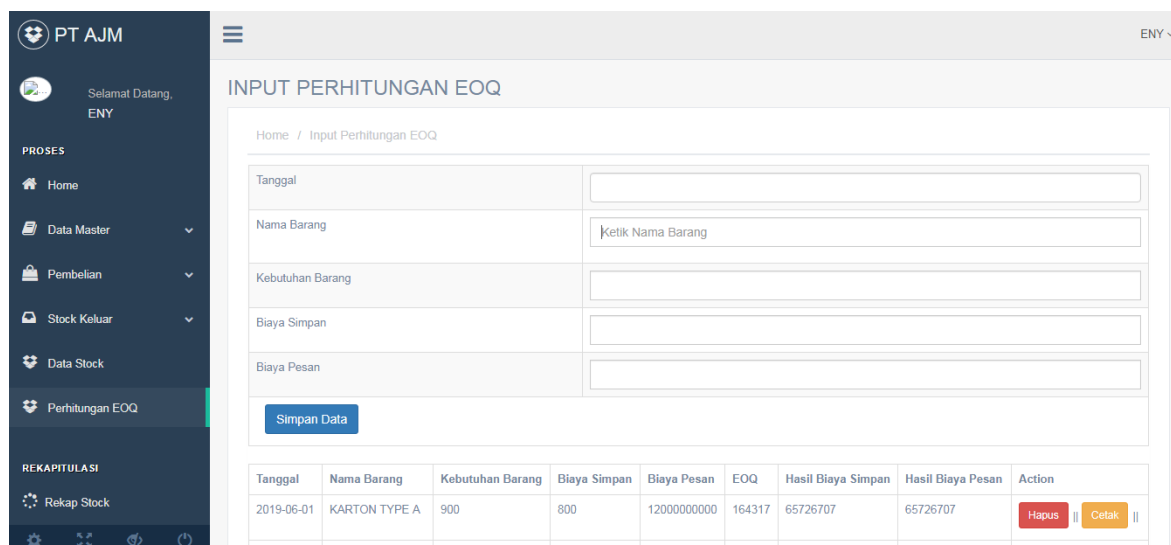 PT AJM
ENY
Selamat Datang,
ENY
PROSES
Home
Data Master
Pembelian
Stock Keluar
Data Stock
Perhitungan EOQ
REKAPITULASI
Rekap Stock
INPUT PERHITUNGAN EOQ
Home / Input Perhitungan EOQ
Tanggal
Nama Barang Ketik Nama Barang
Kebutuhan Barang
Biaya Simpan
Biaya Pesan
Simpan Data
Tanggal Nama Barang Kebutuhan Barang Biaya Simpan Biaya Pesan EOQ Hasil Biaya Simpan Hasil Biaya Pesan Action
2019-06-01 KARTON TYPE A 900 800 12000000000 164317 65726707 65726707 Hapus || Cetak ||